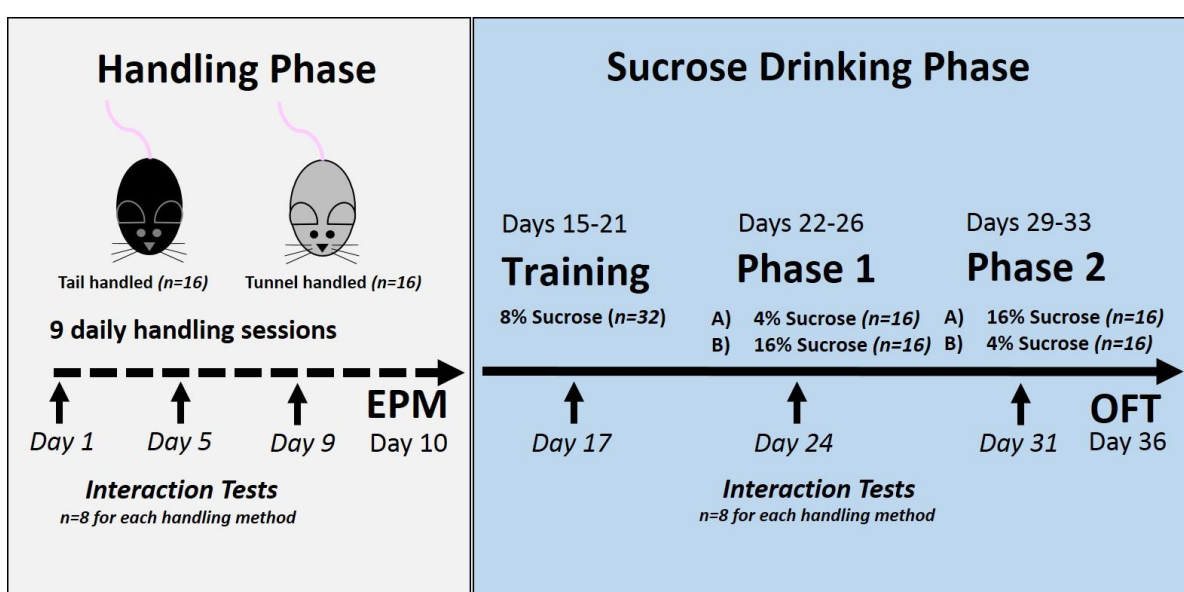 Handling Phase
Tail handled (n=16)
Tunnel handled (n=16)
9 daily handling sessions
EPM
Day 1
Day 5
Day 9
Day 10
Interaction Tests
n=8 for each handling method
Sucrose Drinking Phase
Days 15-21
Training
8% Sucrose (n=32)
Days 22-26
Phase 1
A) 4% Sucrose (n=16)
B) 16% Sucrose (n=16)
Days 29-33
Phase 2
A) 16% Sucrose (n=16)
B) 4% Sucrose (n=16)
OFT
Day 17
Day 24
Day 31
Day 36
Interaction Tests
n=8 for each handling method